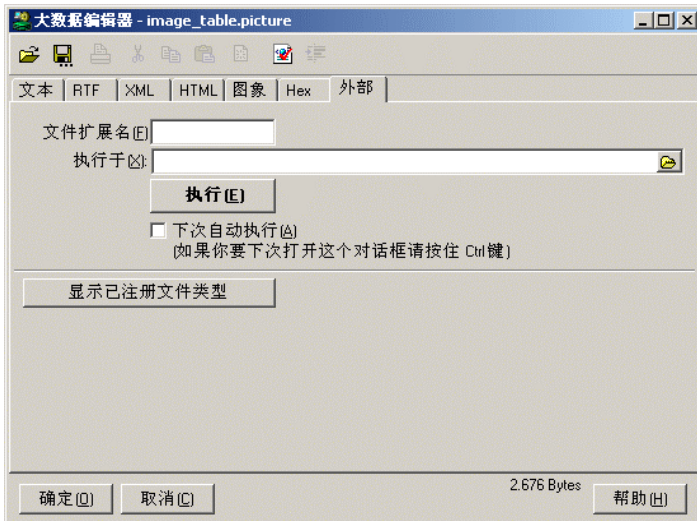 大数据编辑器 - image_table.picture
文本 RTF XML HTML 图象 Hex 外部
文件扩展名(F)
执行于(X):
执行(E)
下次自动执行(A)
(如果你要下次打开这个对话框请按住 Ctrl键)
显示已注册文件类型
2.676 Bytes
确定(O) 取消(C) 帮助(H)